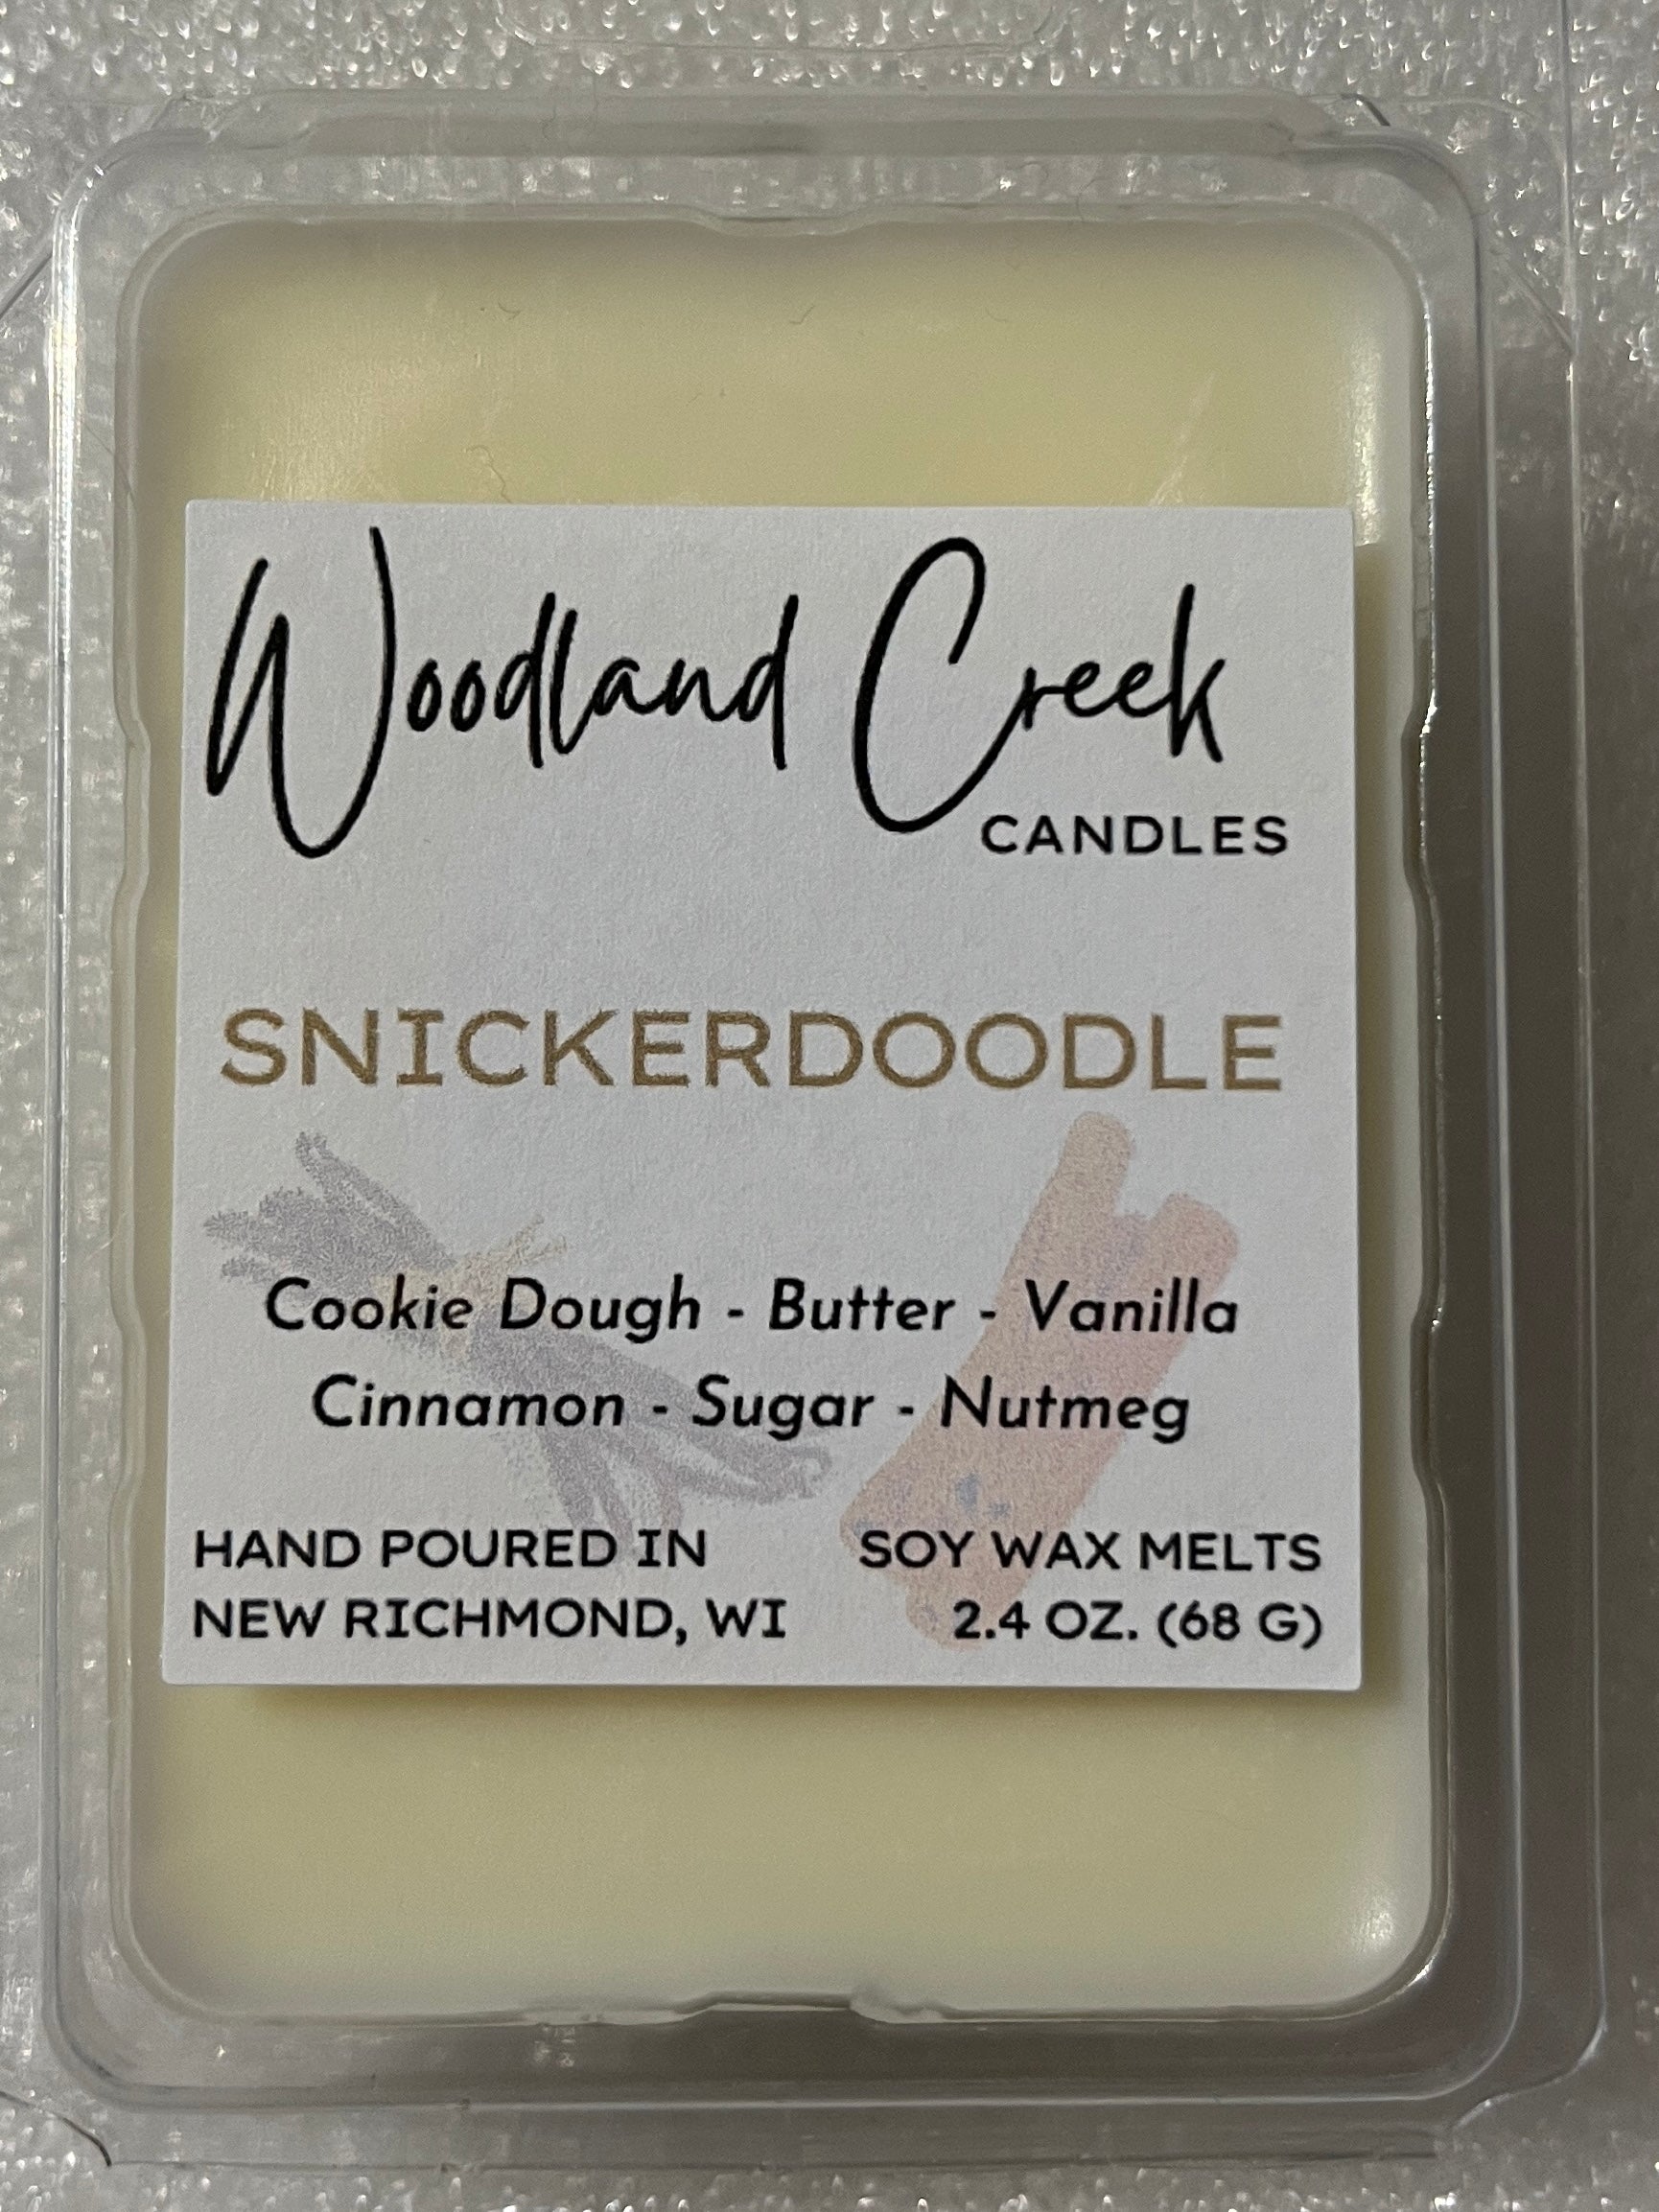 Woodland Creek
CANDLES
SNICKERDOODLE
Cookie Dough - Butter - Vanilla
Cinnamon - Sugar - Nutmeg
HAND POURED IN
NEW RICHMOND, WI
SOY WAX MELTS
2.4 OZ. (68 G)